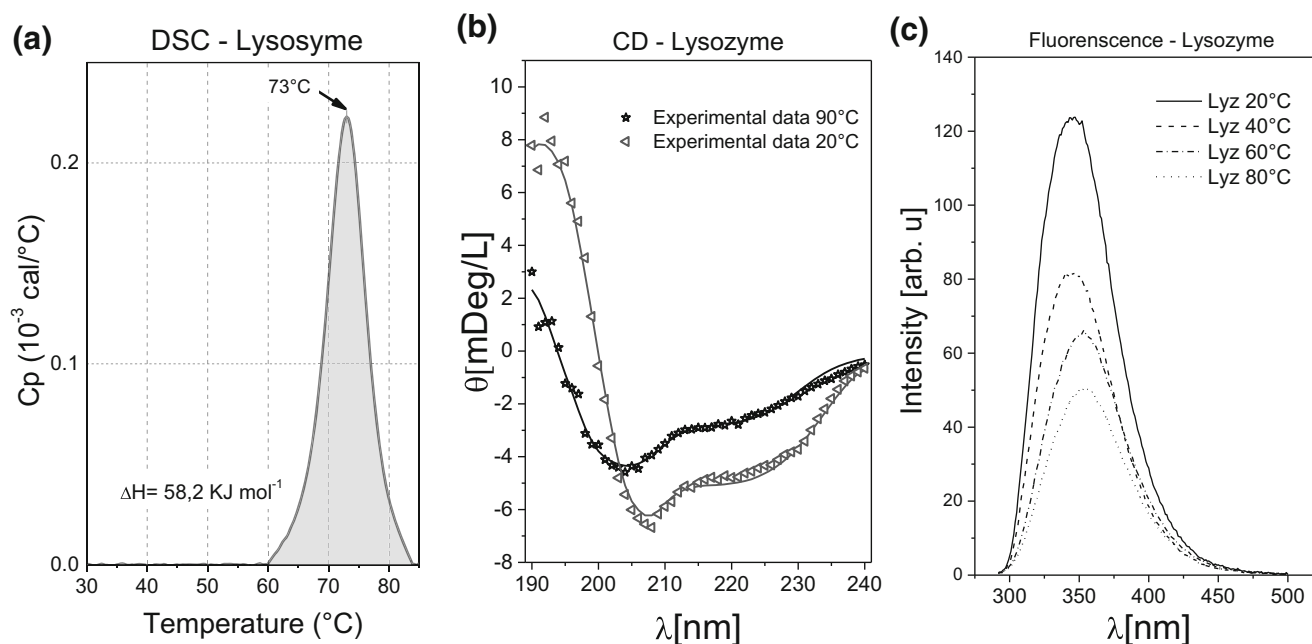 (a)
DSC - Lysosyme
73°C
0.2
0.1
0.0
Cp (10⁻³ cal/°C)
ΔH= 58,2 KJ mol⁻¹
30 40 50 60 70 80
Temperature (°C)
(b)
CD - Lysozyme
Experimental data 90°C
Experimental data 20°C
10
8
6
4
2
0
-2
-4
-6
-8
θ[mDeg/L]
190 200 210 220 230 240
λ[nm]
(c)
Fluorenscence - Lysozyme
Lyz 20°C
Lyz 40°C
Lyz 60°C
Lyz 80°C
140
120
100
80
60
40
20
0
Intensity [arb. u]
300 350 400 450 500
λ[nm]